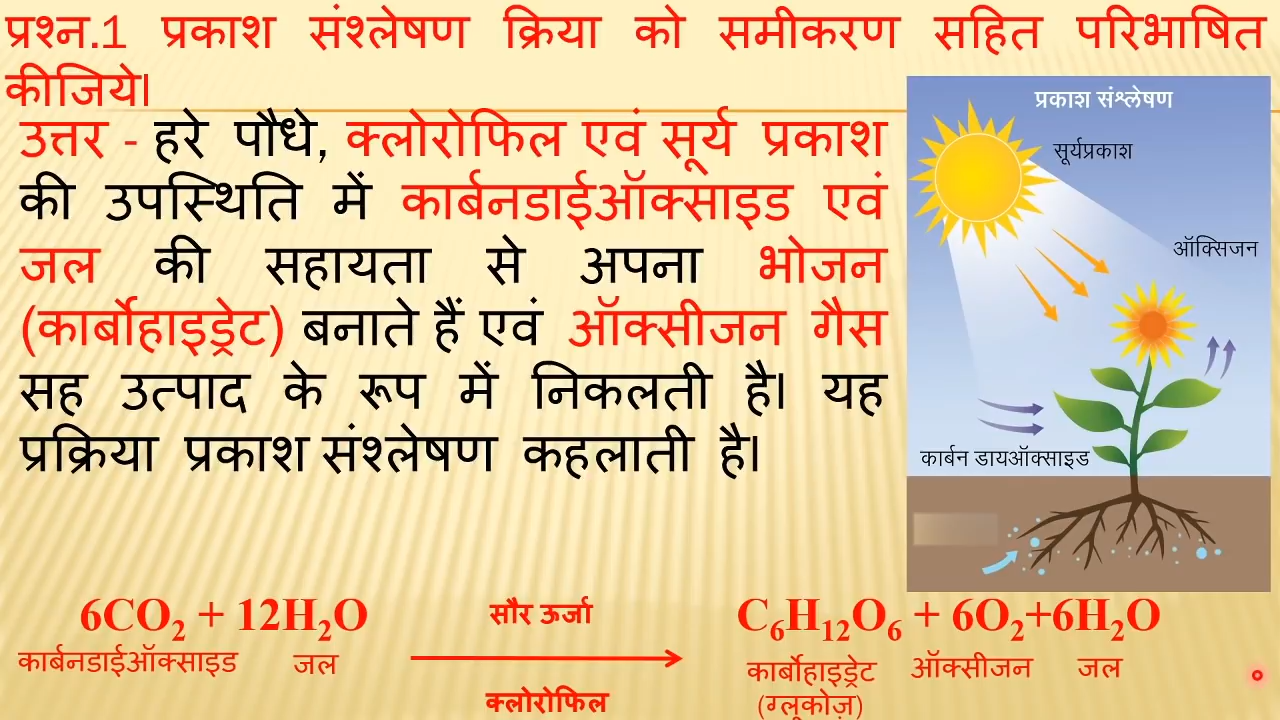 प्रश्न.1 प्रकाश संश्लेषण क्रिया को समीकरण सहित परिभाषित
कीजिये।
उत्तर - हरे पौधे, क्लोरोफिल एवं सूर्य प्रकाश
की उपस्थिति में कार्बनडाईऑक्साइड एवं
जल की सहायता से अपना भोजन
(कार्बोहाइड्रेट) बनाते हैं एवं ऑक्सीजन गैस
सह उत्पाद के रूप में निकलती है। यह
प्रक्रिया प्रकाश संश्लेषण कहलाती है।
प्रकाश संश्लेषण
सूर्यप्रकाश
ऑक्सिजन
कार्बन डायऑक्साइड
6CO₂ + 12H₂O सौर ऊर्जा C₆H₁₂O₆ + 6O₂+6H₂O
कार्बनडाईऑक्साइड जल कार्बोहाइड्रेट ऑक्सीजन जल
क्लोरोफिल (ग्लूकोज़)